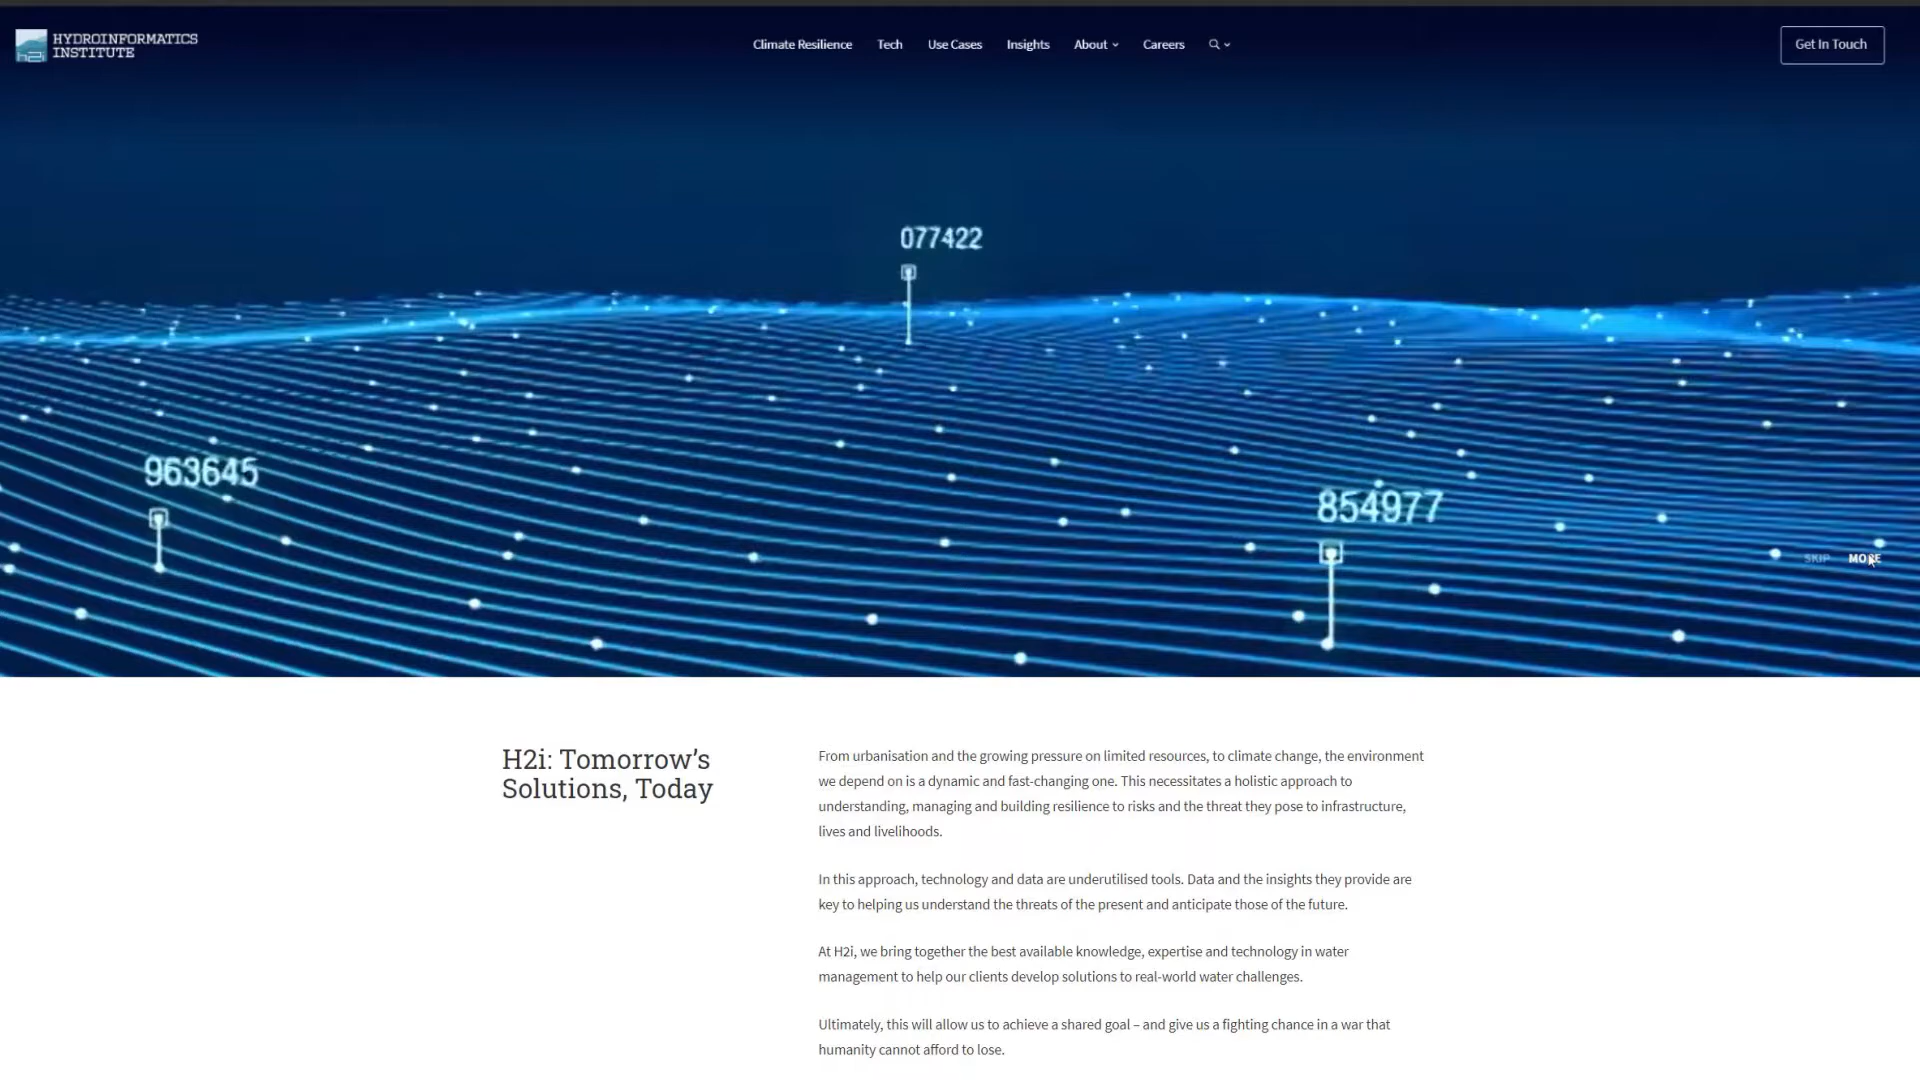 HYDROINFORMATICS
INSTITUTE
h2i
Climate Resilience Tech Use Cases Insights About Careers
Get In Touch
077422
963645
854977
SKIP MORE
H2i: Tomorrow’s
Solutions, Today
From urbanisation and the growing pressure on limited resources, to climate change, the environment
we depend on is a dynamic and fast-changing one. This necessitates a holistic approach to
understanding, managing and building resilience to risks and the threat they pose to infrastructure,
lives and livelihoods.
In this approach, technology and data are underutilised tools. Data and the insights they provide are
key to helping us understand the threats of the present and anticipate those of the future.
At H2i, we bring together the best available knowledge, expertise and technology in water
management to help our clients develop solutions to real-world water challenges.
Ultimately, this will allow us to achieve a shared goal – and give us a fighting chance in a war that
humanity cannot afford to lose.